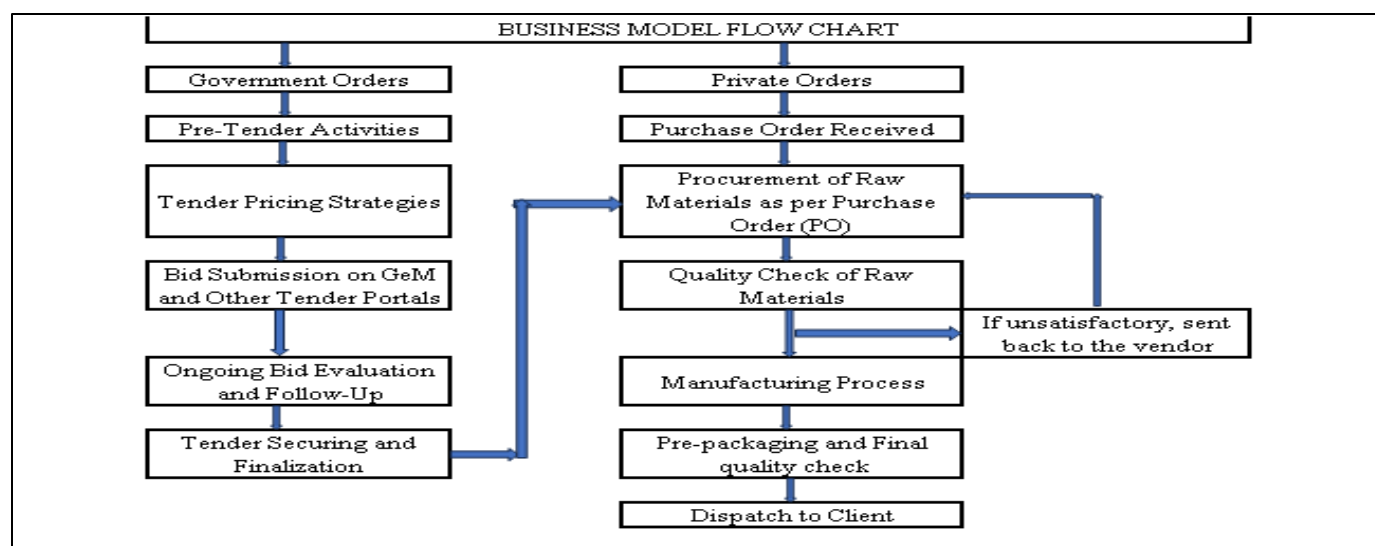 BUSINESS MODEL FLOW CHART
Government Orders
Pre-Tender Activities
Tender Pricing Strategies
Bid Submission on GeM
and Other Tender Portals
Ongoing Bid Evaluation
and Follow-Up
Tender Securing and
Finalization
Private Orders
Purchase Order Received
Procurement of Raw
Materials as per Purchase
Order (PO)
Quality Check of Raw
Materials
If unsatisfactory, sent
back to the vendor
Manufacturing Process
Pre-packaging and Final
quality check
Dispatch to Client